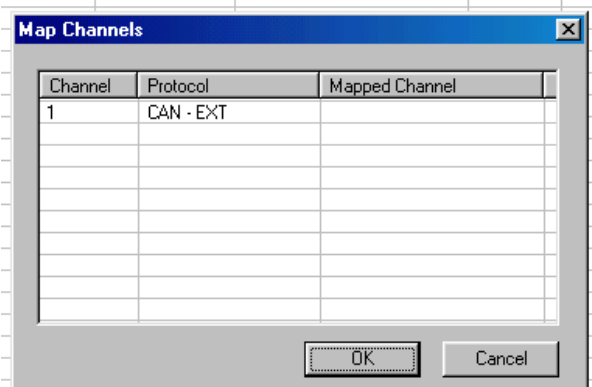 Map Channels
Channel Protocol Mapped Channel
1 CAN - EXT
OK Cancel